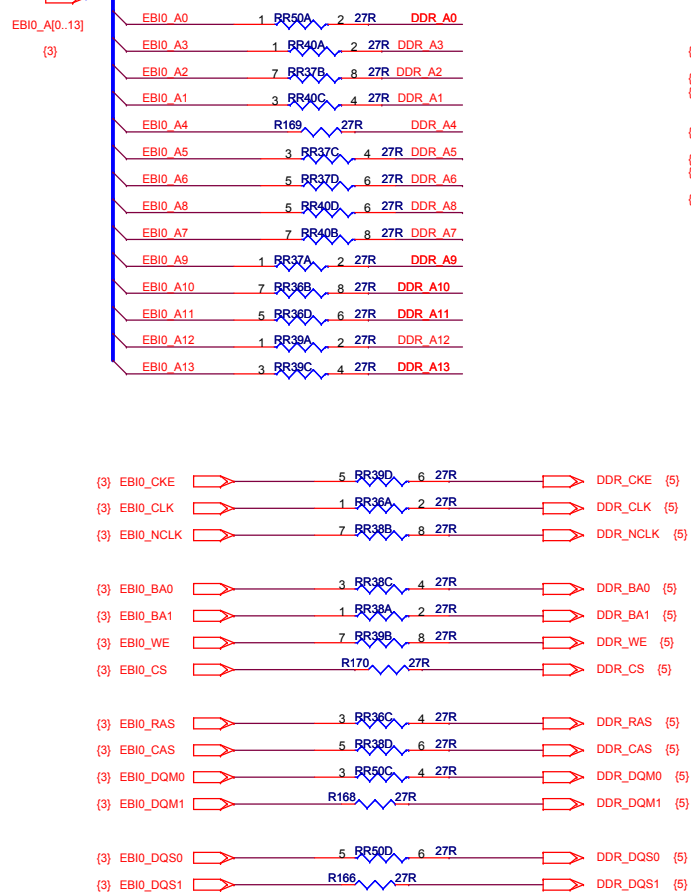 EBI0_A[0..13]
{3}
EBI0_A0 1 RR50A 2 27R DDR_A0
EBI0_A3 1 RR40A 2 27R DDR_A3
EBI0_A2 7 RR37B 8 27R DDR_A2
EBI0_A1 3 RR40C 4 27R DDR_A1
EBI0_A4 R169 27R DDR_A4
EBI0_A5 3 RR37C 4 27R DDR_A5
EBI0_A6 5 RR37D 6 27R DDR_A6
EBI0_A8 5 RR40D 6 27R DDR_A8
EBI0_A7 7 RR40B 8 27R DDR_A7
EBI0_A9 1 RR37A 2 27R DDR_A9
EBI0_A10 7 RR36B 8 27R DDR_A10
EBI0_A11 5 RR36D 6 27R DDR_A11
EBI0_A12 1 RR39A 2 27R DDR_A12
EBI0_A13 3 RR39C 4 27R DDR_A13
{3} EBI0_CKE 5 RR39D 6 27R DDR_CKE {5}
{3} EBI0_CLK 1 RR36A 2 27R DDR_CLK {5}
{3} EBI0_NCLK 7 RR38B 8 27R DDR_NCLK {5}
{3} EBI0_BA0 3 RR38C 4 27R DDR_BA0 {5}
{3} EBI0_BA1 1 RR38A 2 27R DDR_BA1 {5}
{3} EBI0_WE 7 RR39B 8 27R DDR_WE {5}
{3} EBI0_CS R170 27R DDR_CS {5}
{3} EBI0_RAS 3 RR36C 4 27R DDR_RAS {5}
{3} EBI0_CAS 5 RR38D 6 27R DDR_CAS {5}
{3} EBI0_DQM0 3 RR50C 4 27R DDR_DQM0 {5}
{3} EBI0_DQM1 R168 27R DDR_DQM1 {5}
{3} EBI0_DQS0 5 RR50D 6 27R DDR_DQS0 {5}
{3} EBI0_DQS1 R166 27R DDR_DQS1 {5}